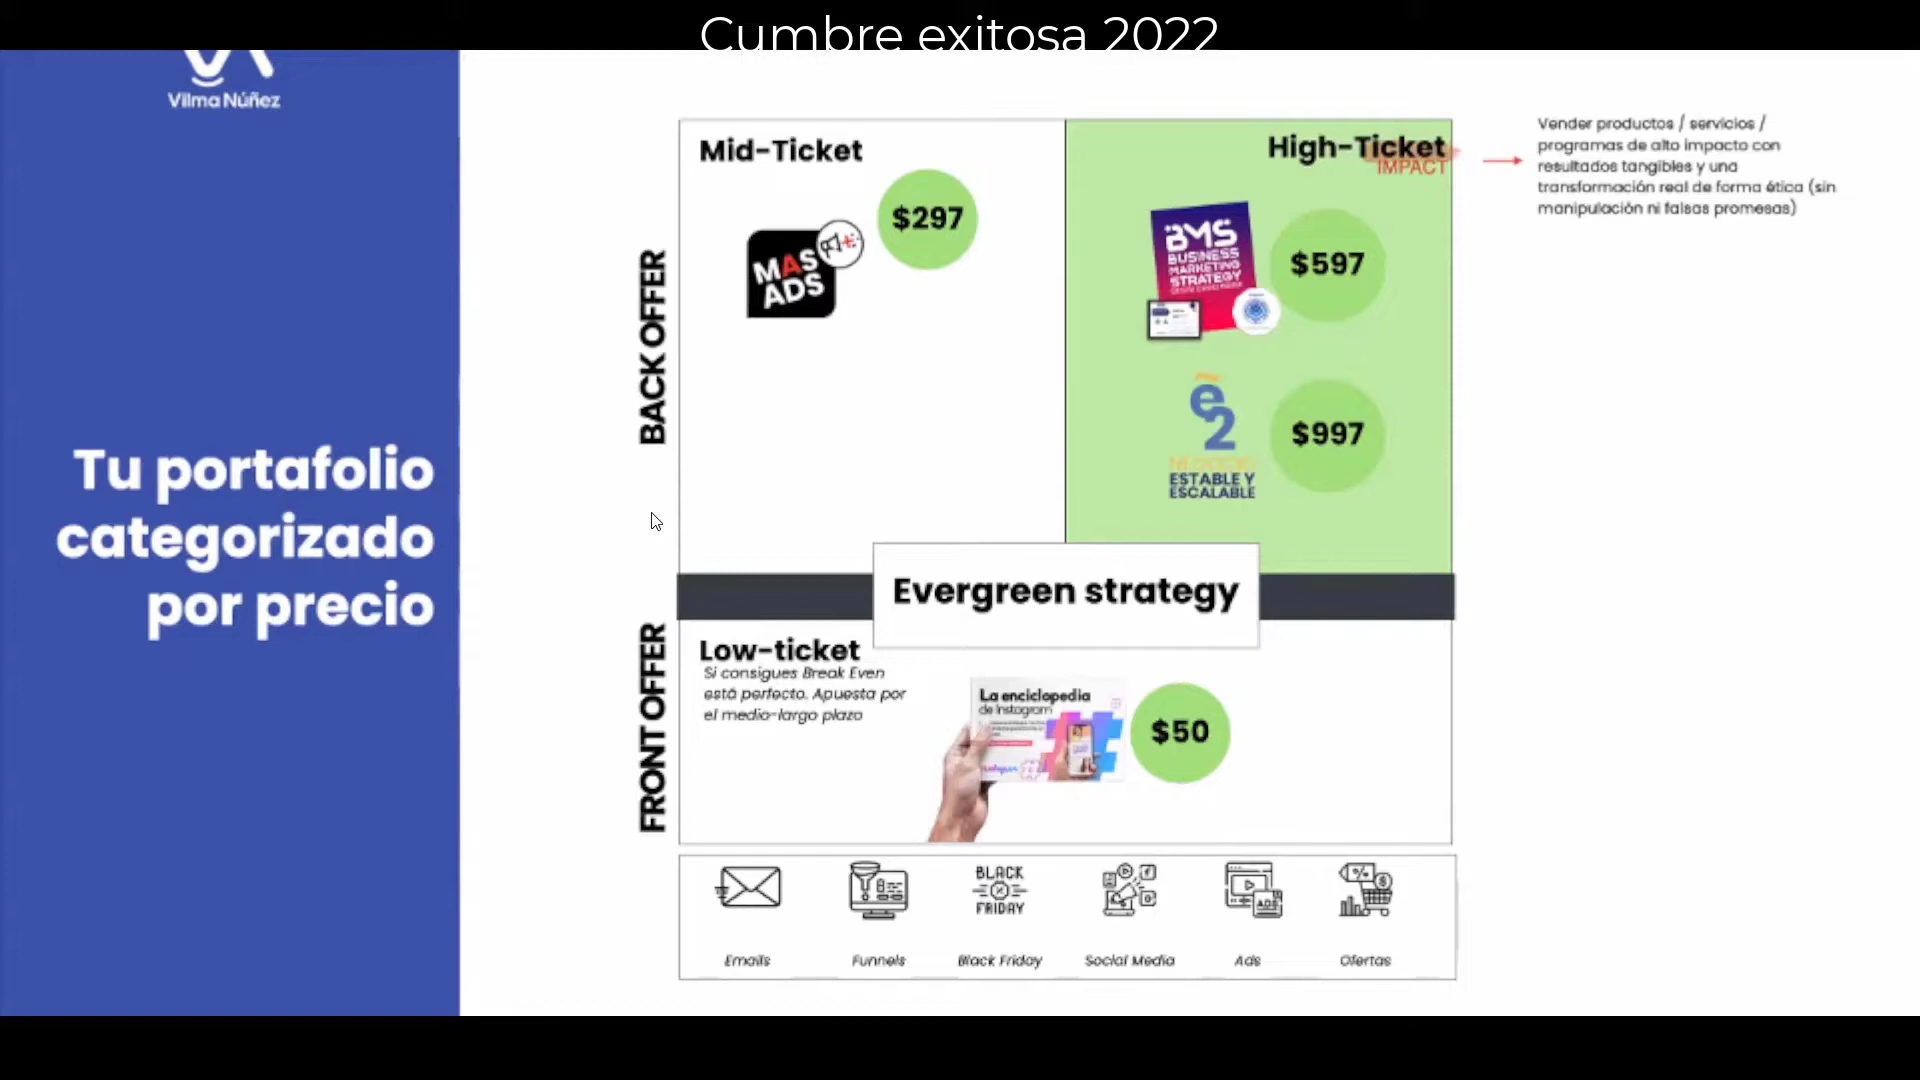 Cumbre exitosa 2022
Vilma Núñez
Tu portafolio
categorizado
por precio
BACK OFFER
Mid-Ticket
$297
MAS
ADS
High-Ticket
IMPACT
BMS
BUSINESS
MARKETING
STRATEGY
$597
e2
NEGOCIO
ESTABLE Y
ESCALABLE
$997
Vender productos / servicios /
programas de alto impacto con
resultados tangibles y una
transformación real de forma ética (sin
manipulación ni falsas promesas)
Evergreen strategy
FRONT OFFER
Low-ticket
Si consigues Break Even
está perfecto. Apuesta por
el medio-largo plazo
La enciclopedia
de Instagram
$50
BLACK
FRIDAY
ADS
Emails
Funnels
Black Friday
Social Media
Ads
Ofertas